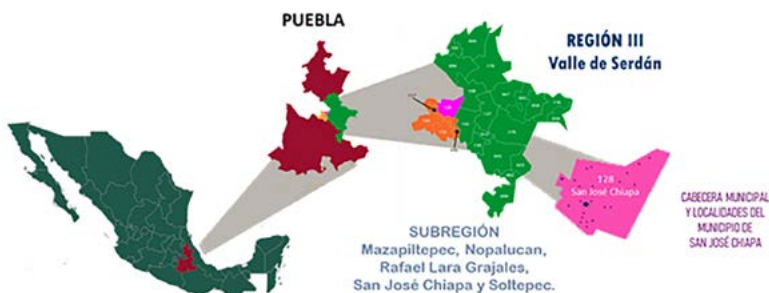 PUEBLA
REGIÓN III
Valle de Serdán
128
San José Chiapa
CABECERA MUNICIPAL
Y LOCALIDADES DEL
MUNICIPIO DE
SAN JOSÉ CHIAPA
SUBREGIÓN
Mazapiltepec, Nopalucan,
Rafael Lara Grajales,
San José Chiapa y Soltepec.